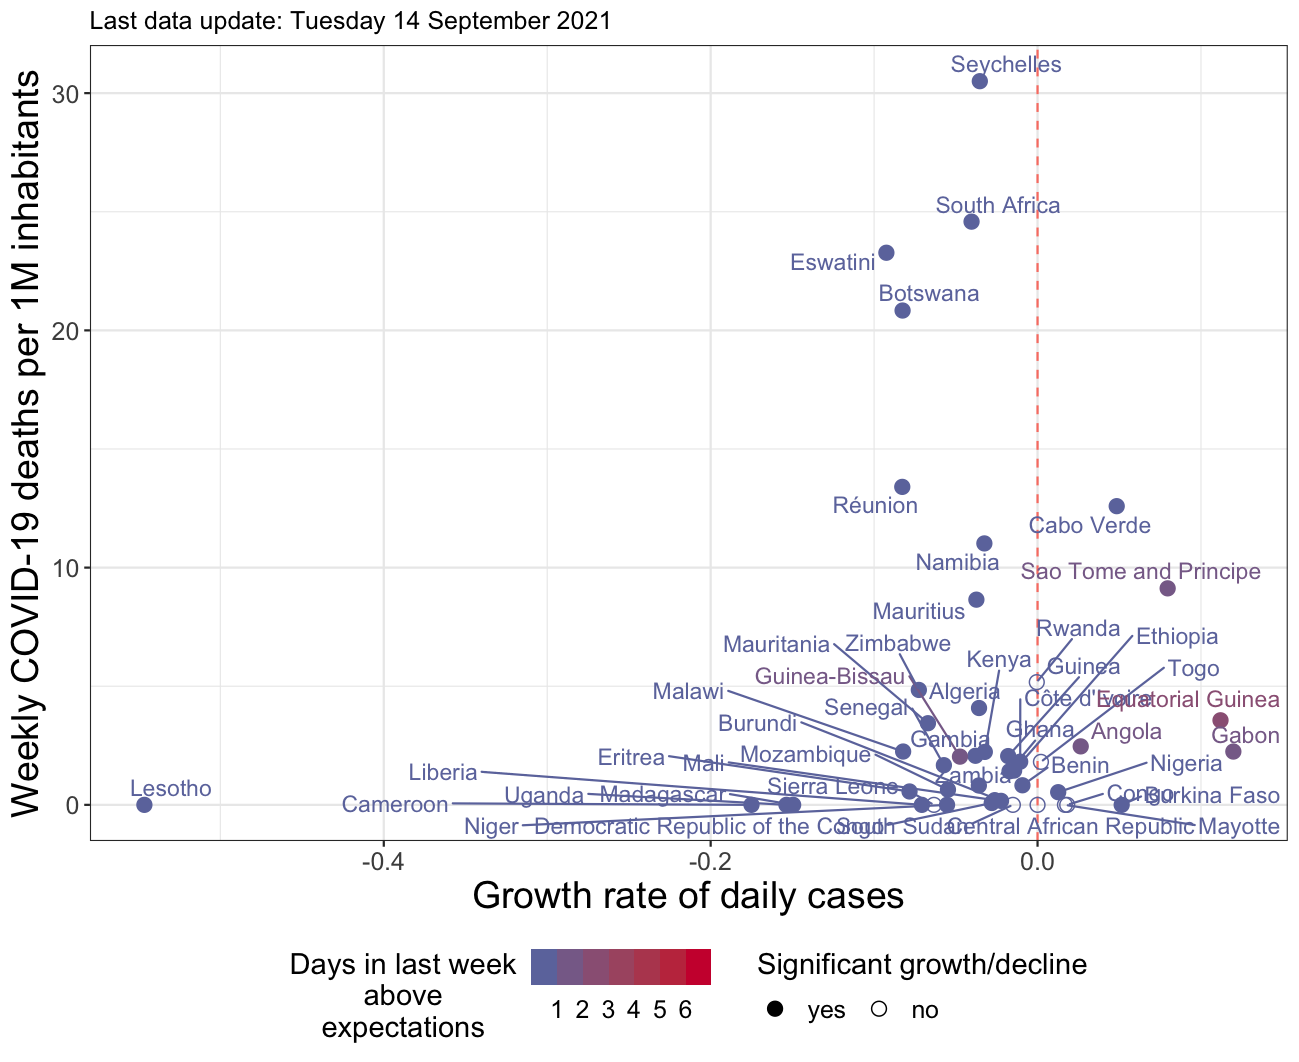 Last data update: Tuesday 14 September 2021
Weekly COVID-19 deaths per 1M inhabitants
30
20
10
0
Seychelles
South Africa
Eswatini
Botswana
Réunion
Cabo Verde
Namibia
Sao Tome and Principe
Mauritius
Rwanda
Ethiopia
Mauritania
Zimbabwe
Kenya
Guinea
Togo
Guinea-Bissau
Malawi
Algeria
Côte d'Ivoire
Equatorial Guinea
Senegal
Burundi
Gambia
Ghana
Angola
Gabon
Eritrea
Mali
Mozambique
Benin
Nigeria
Liberia
Zambia
Lesotho
Uganda
Madagascar
Sierra Leone
Congo
Burkina Faso
Cameroon
Niger
Democratic Republic of the Congo
South Sudan
Central African Republic
Mayotte
-0.4
-0.2
0.0
Growth rate of daily cases
Days in last week
above
expectations
1 2 3 4 5 6
Significant growth/decline
yes
no